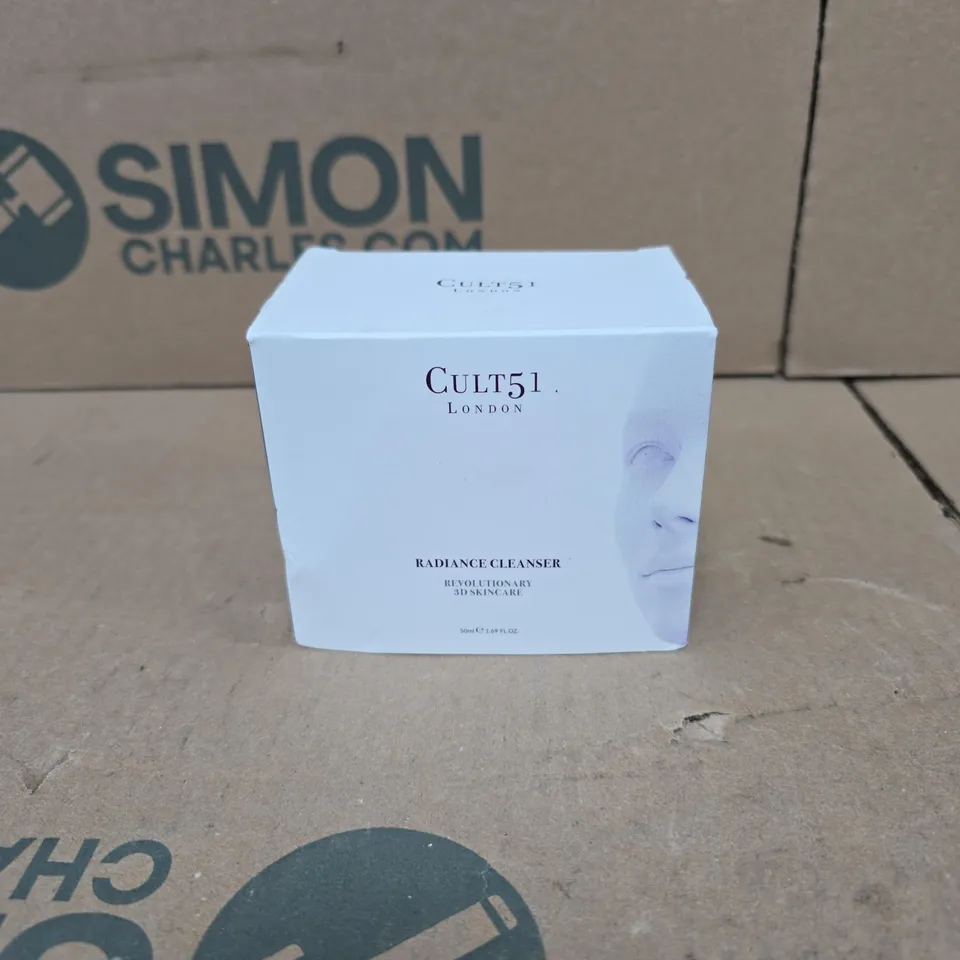 SIMON
CHARLES.COM
CULT51
LONDON
CULT51
LONDON
RADIANCE CLEANSER
REVOLUTIONARY
3D SKINCARE
50ml ℮ 1.69 FL.OZ.
CHA